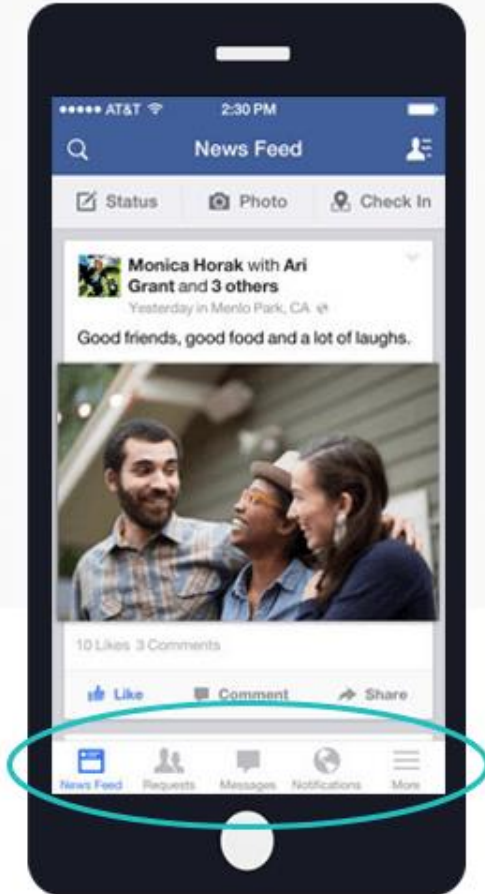 AT&T 2:30 PM
News Feed
Status Photo Check In
Monica Horak with Ari
Grant and 3 others
Yesterday in Menlo Park, CA
Good friends, good food and a lot of laughs.
10 Likes 3 Comments
Like Comment Share
News Feed Requests Messages Notifications More